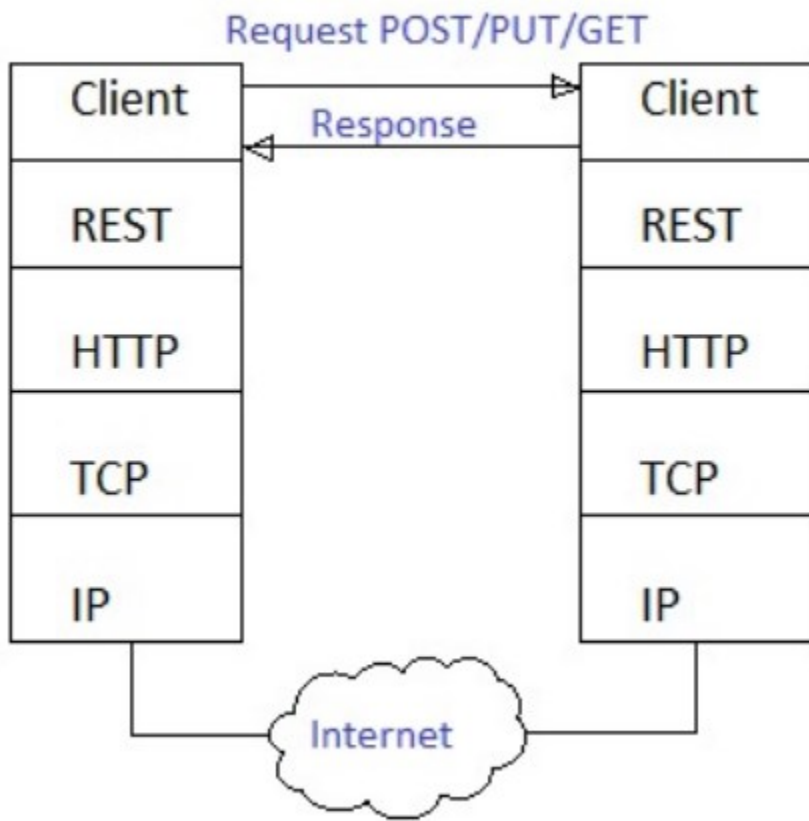 Request POST/PUT/GET
Client
Response
Client
REST
REST
HTTP
HTTP
TCP
TCP
IP
IP
Internet